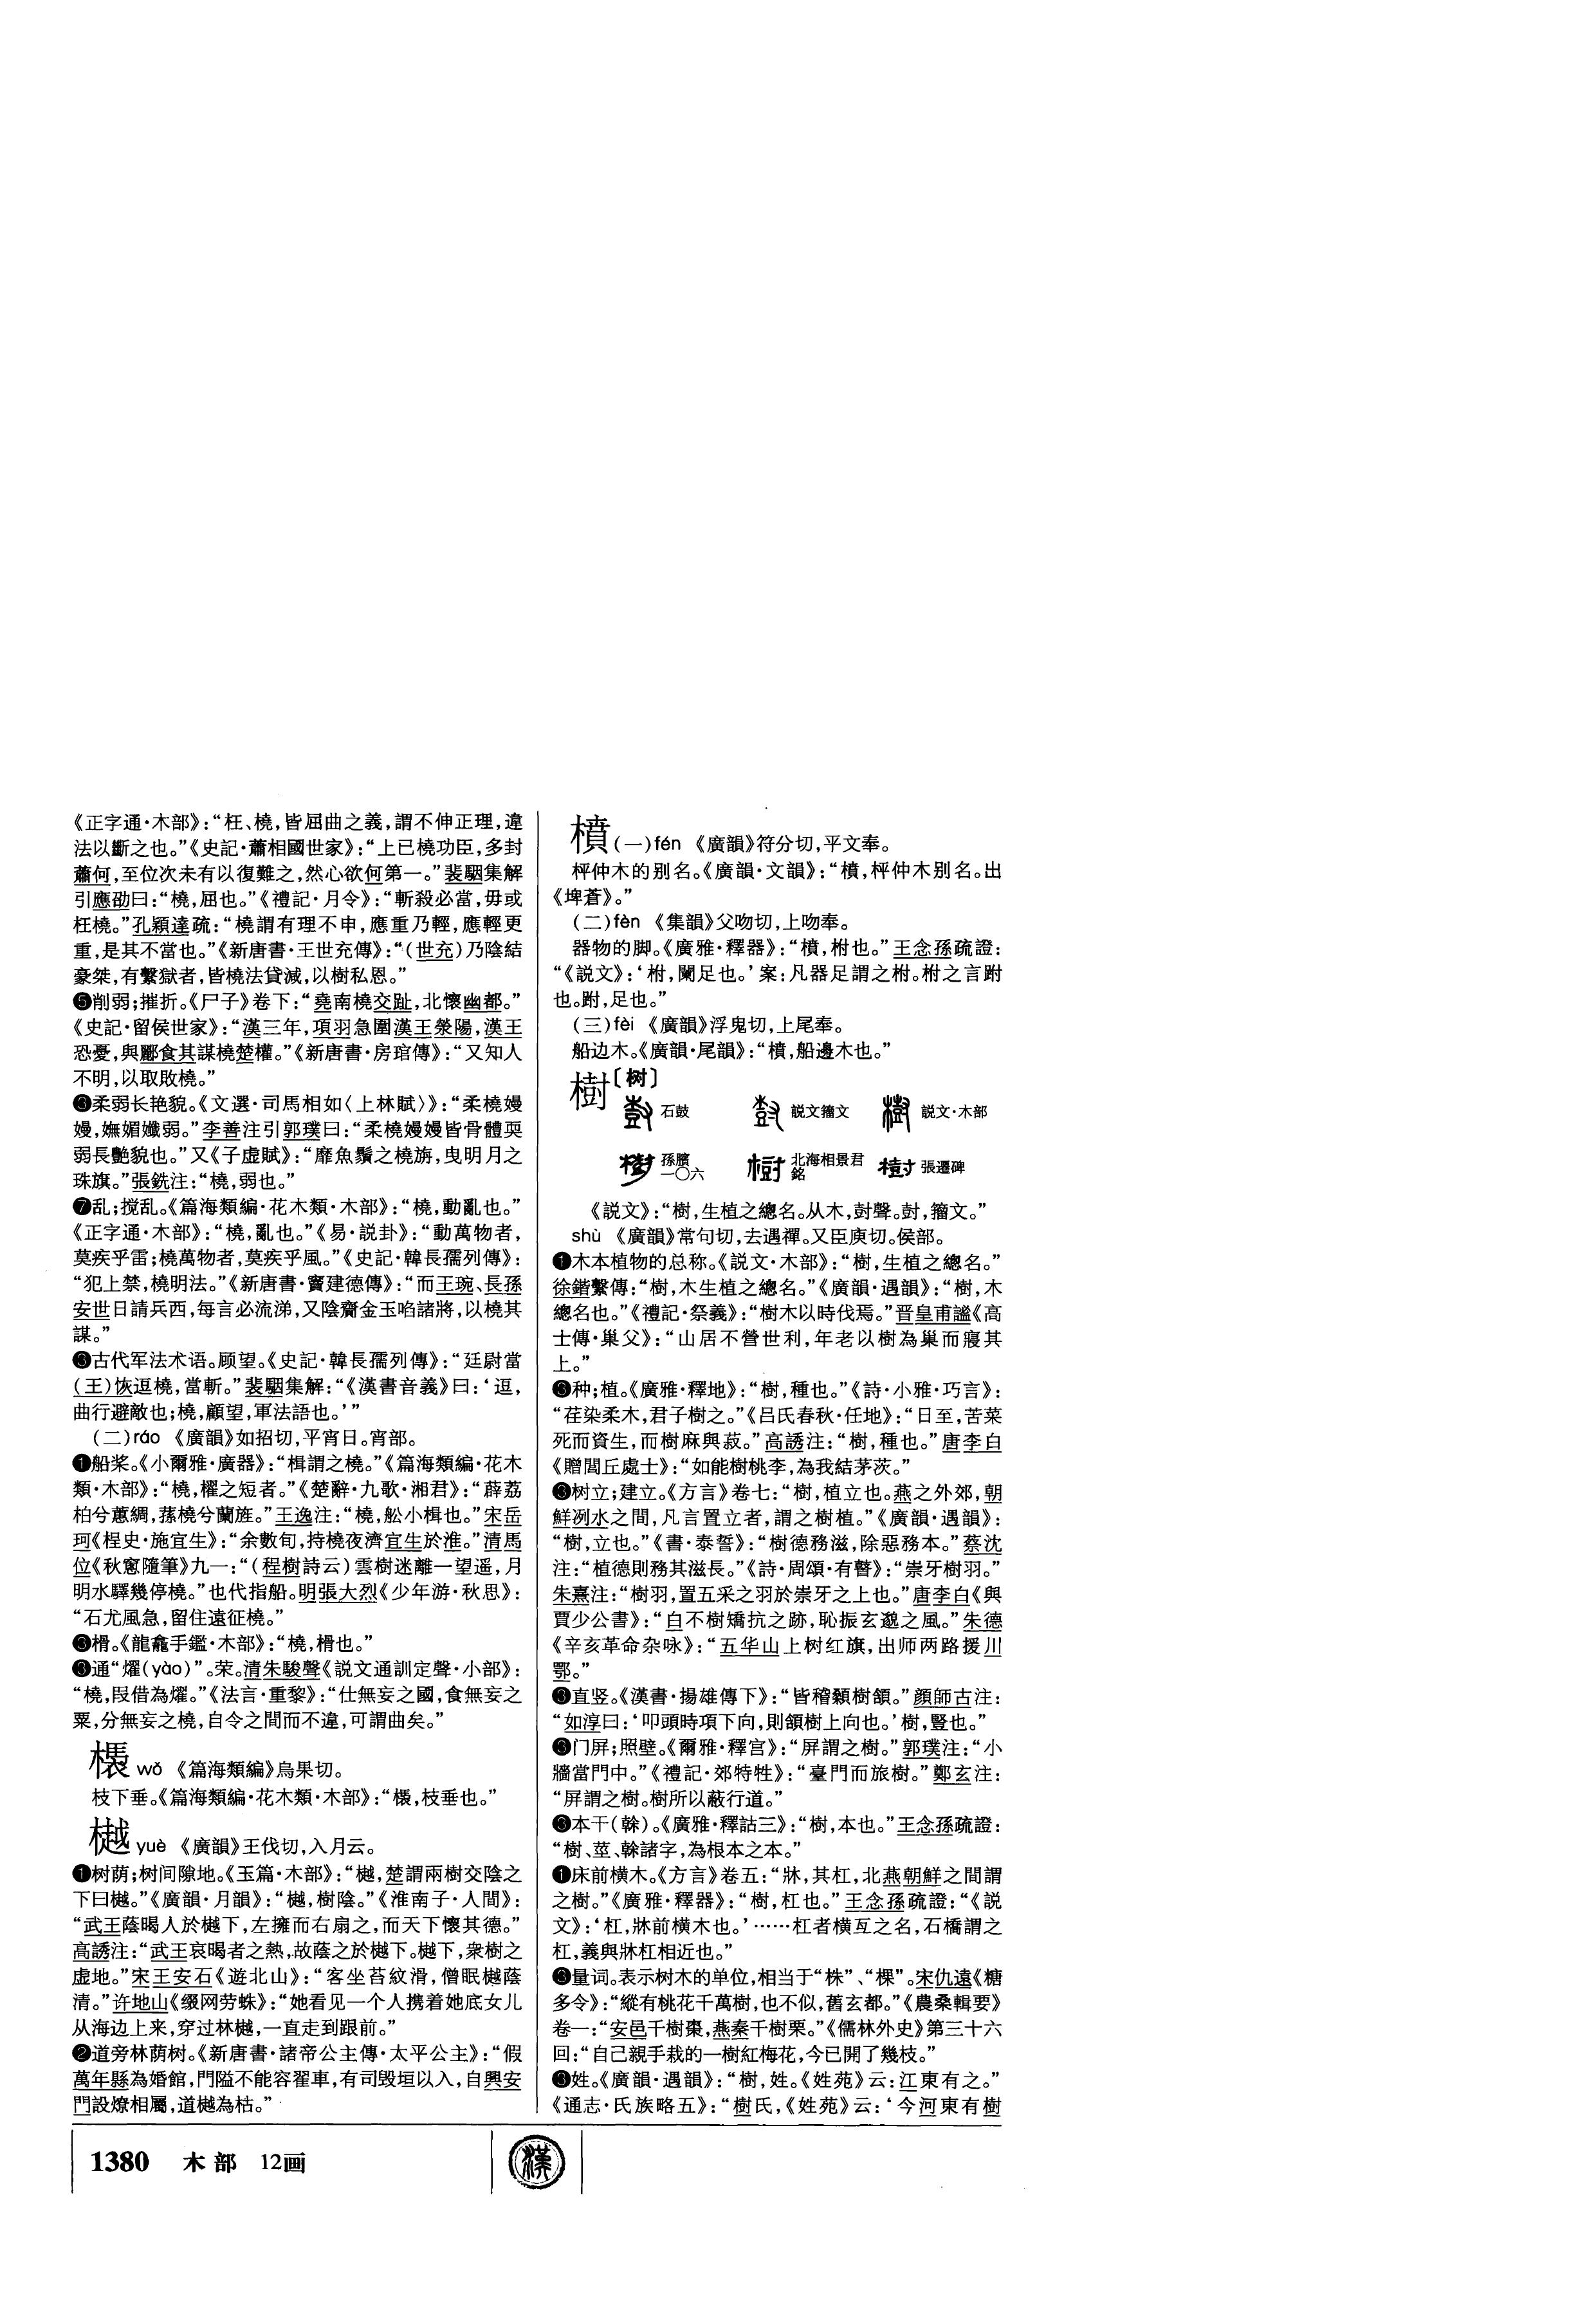 《正字通·木部》:“枉、橈,皆屈曲之義,謂不伸正理,違
法以斷之也。”《史記·蕭相國世家》:“上已橈功臣,多封
蕭何,至位次未有以復難之,然心欲何第一。”裴駰集解
引應劭曰:“橈,屈也。”《禮記·月令》:“斬殺必當,毋或
枉橈。”孔穎達疏:“橈謂有理不申,應重乃輕,應輕更
重,是其不當也。”《新唐書·王世充傳》:“(世充)乃陰結
豪桀,有繫獄者,皆橈法貸減,以樹私恩。”
❺削弱;摧折。《尸子》卷下:“堯南橈交趾,北懷幽都。”
《史記·留侯世家》:“漢三年,項羽急圍漢王滎陽,漢王
恐憂,與酈食其謀橈楚權。”《新唐書·房琯傳》:“又知人
不明,以取敗橈。”
❻柔弱长艳貌。《文選·司馬相如〈上林賦〉》:“柔橈嫚
嫚,嫵媚孅弱。”李善注引郭璞曰:“柔橈嫚嫚皆骨體耎
弱長艷貌也。”又《子虚賦》:“靡魚鬚之橈旃,曳明月之
珠旗。”張銑注:“橈,弱也。”
❼乱;搅乱。《篇海類編·花木類·木部》:“橈,動亂也。”
《正字通·木部》:“橈,亂也。”《易·説卦》:“動萬物者,
莫疾乎雷;橈萬物者,莫疾乎風。”《史記·韓長孺列傳》:
“犯上禁,橈明法。”《新唐書·竇建德傳》:“而王琬、長孫
安世日請兵西,每言必流涕,又陰齎金玉啗諸將,以橈其
謀。”
❽古代军法术语。顾望。《史記·韓長孺列傳》:“廷尉當
(王)恢逗橈,當斬。”裴駰集解:“《漢書音義》曰:‘逗,
曲行避敵也;橈,顧望,軍法語也。’”
(二)ráo 《廣韻》如招切,平宵日。宵部。
❶船桨。《小爾雅·廣器》:“楫謂之橈。”《篇海類編·花木
類·木部》:“橈,櫂之短者。”《楚辭·九歌·湘君》:“薜荔
柏兮蕙綢,蓀橈兮蘭旌。”王逸注:“橈,舩小楫也。”宋岳
珂《桯史·施宜生》:“余數旬,持橈夜濟宜生於淮。”清馬
位《秋窗隨筆》九一:“(程樹詩云)雲樹迷離一望遥,月
明水驛幾停橈。”也代指船。明張大烈《少年游·秋思》:
“石尤風急,留住遠征橈。”
❷榾。《龍龕手鑑·木部》:“橈,榾也。”
❸通“燿(yào)”。荣。清朱駿聲《説文通訓定聲·小部》:
“橈,叚借為燿。”《法言·重黎》:“仕無妄之國,食無妄之
粟,分無妄之橈,自令之間而不違,可謂曲矣。”
wǒ 《篇海類編》烏果切。
枝下垂。《篇海類編·花木類·木部》:“,枝垂也。”
樾 yuè 《廣韻》王伐切,入月云。
❶树荫;树间隙地。《玉篇·木部》:“樾,楚謂兩樹交陰之
下曰樾。”《廣韻·月韻》:“樾,樹陰。”《淮南子·人間》:
“武王蔭暍人於樾下,左擁而右扇之,而天下懷其德。”
高誘注:“武王哀暍者之熱,故蔭之於樾下。樾下,衆樹之
虚地。”宋王安石《遊北山》:“客坐苔紋滑,僧眠樾蔭
清。”许地山《缀网劳蛛》:“她看见一个人携着她底女儿
从海边上来,穿过林樾,一直走到跟前。”
❷道旁林荫树。《新唐書·諸帝公主傳·太平公主》:“假
萬年縣為婚館,門隘不能容翟車,有司毁垣以入,自興安
門設燎相屬,道樾為枯。”
橨 (一)fén 《廣韻》符分切,平文奉。
枰仲木的别名。《廣韻·文韻》:“橨,枰仲木别名。出
《埤蒼》。”
(二)fèn 《集韻》父吻切,上吻奉。
器物的脚。《廣雅·釋器》:“橨,柎也。”王念孫疏證:
“《説文》:‘柎,闌足也。’案:凡器足謂之柎。柎之言跗
也。跗,足也。”
(三)fèi 《廣韻》浮鬼切,上尾奉。
船边木。《廣韻·尾韻》:“橨,船邊木也。”
樹〔树〕
石鼓 説文籀文 説文·木部
孫臏一〇六 北海相景君銘 張遷碑
《説文》:“樹,生植之總名。从木,尌聲。尌,籀文。”
shù 《廣韻》常句切,去遇禪。又臣庾切。侯部。
❶木本植物的总称。《説文·木部》:“樹,生植之總名。”
徐鍇繫傳:“樹,木生植之總名。”《廣韻·遇韻》:“樹,木
總名也。”《禮記·祭義》:“樹木以時伐焉。”晋皇甫謐《高
士傳·巢父》:“山居不營世利,年老以樹為巢而寢其
上。”
❷种;植。《廣雅·釋地》:“樹,種也。”《詩·小雅·巧言》:
“荏染柔木,君子樹之。”《吕氏春秋·任地》:“日至,苦菜
死而資生,而樹麻與菽。”高誘注:“樹,種也。”唐李白
《贈閭丘處士》:“如能樹桃李,為我結茅茨。”
❸树立;建立。《方言》卷七:“樹,植立也。燕之外郊,朝
鮮洌水之間,凡言置立者,謂之樹植。”《廣韻·遇韻》:
“樹,立也。”《書·泰誓》:“樹德務滋,除惡務本。”蔡沈
注:“植德則務其滋長。”《詩·周頌·有瞽》:“崇牙樹羽。”
朱熹注:“樹羽,置五采之羽於崇牙之上也。”唐李白《與
賈少公書》:“白不樹矯抗之跡,恥振玄邈之風。”朱德
《辛亥革命杂咏》:“五华山上树红旗,出师两路援川
鄂。”
❹直竖。《漢書·揚雄傳下》:“皆稽顙樹頷。”顔師古注:
“如淳曰:‘叩頭時項下向,則頷樹上向也。’樹,豎也。”
❺门屏;照壁。《爾雅·釋宫》:“屏謂之樹。”郭璞注:“小
牆當門中。”《禮記·郊特牲》:“臺門而旅樹。”鄭玄注:
“屏謂之樹。樹所以蔽行道。”
❻本干(榦)。《廣雅·釋詁三》:“樹,本也。”王念孫疏證:
“樹、莖、榦諸字,為根本之本。”
❼床前横木。《方言》卷五:“牀,其杠,北燕朝鮮之間謂
之樹。”《廣雅·釋器》:“樹,杠也。”王念孫疏證:“《説
文》:‘杠,牀前横木也。’……杠者横亙之名,石橋謂之
杠,義與牀杠相近也。”
❽量词。表示树木的单位,相当于“株”、“棵”。宋仇遠《糖
多令》:“縱有桃花千萬樹,也不似,舊玄都。”《農桑輯要》
卷一:“安邑千樹棗,燕秦千樹栗。”《儒林外史》第三十六
回:“自己親手栽的一樹紅梅花,今已開了幾枝。”
❾姓。《廣韻·遇韻》:“樹,姓。《姓苑》云:江東有之。”
《通志·氏族略五》:“樹氏,《姓苑》云:‘今河東有樹
1380 木部 12画
漢